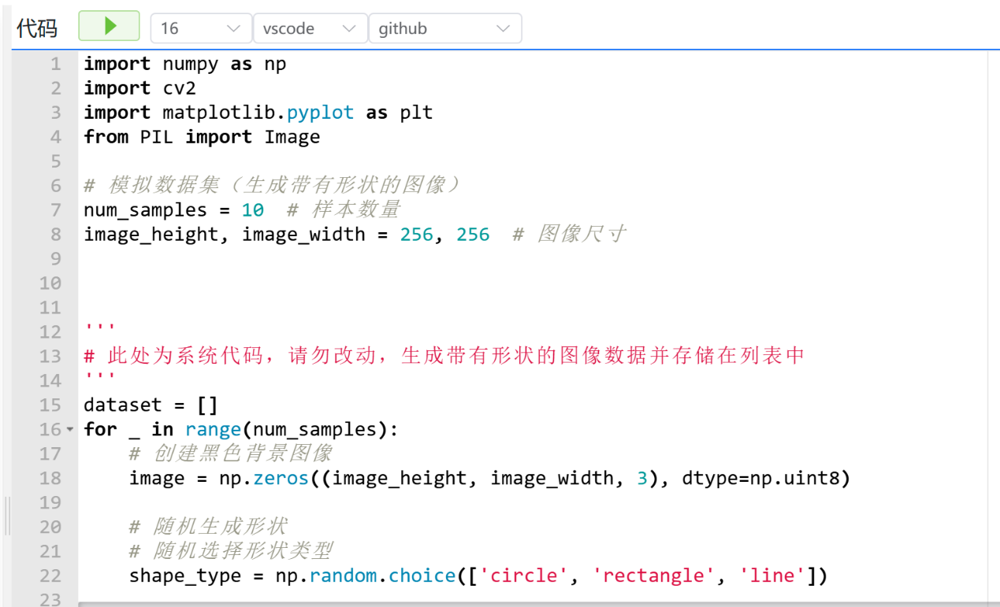 代码 16 vscode github
1 import numpy as np
2 import cv2
3 import matplotlib.pyplot as plt
4 from PIL import Image
5
6 # 模拟数据集（生成带有形状的图像）
7 num_samples = 10  # 样本数量
8 image_height, image_width = 256, 256  # 图像尺寸
9
10
11
12 '''
13 # 此处为系统代码，请勿改动，生成带有形状的图像数据并存储在列表中
14 '''
15 dataset = []
16 for _ in range(num_samples):
17     # 创建黑色背景图像
18     image = np.zeros((image_height, image_width, 3), dtype=np.uint8)
19
20     # 随机生成形状
21     # 随机选择形状类型
22     shape_type = np.random.choice(['circle', 'rectangle', 'line'])
23